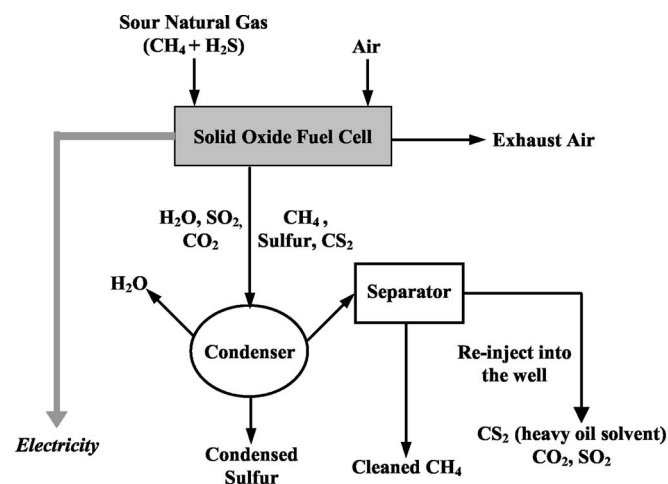 Sour Natural Gas
(CH₄ + H₂S)
Air
Solid Oxide Fuel Cell
Exhaust Air
H₂O, SO₂,
CO₂
CH₄ ,
Sulfur, CS₂
H₂O
Separator
Condenser
Re-inject into
the well
Electricity
Condensed
Sulfur
Cleaned CH₄
CS₂ (heavy oil solvent)
CO₂, SO₂